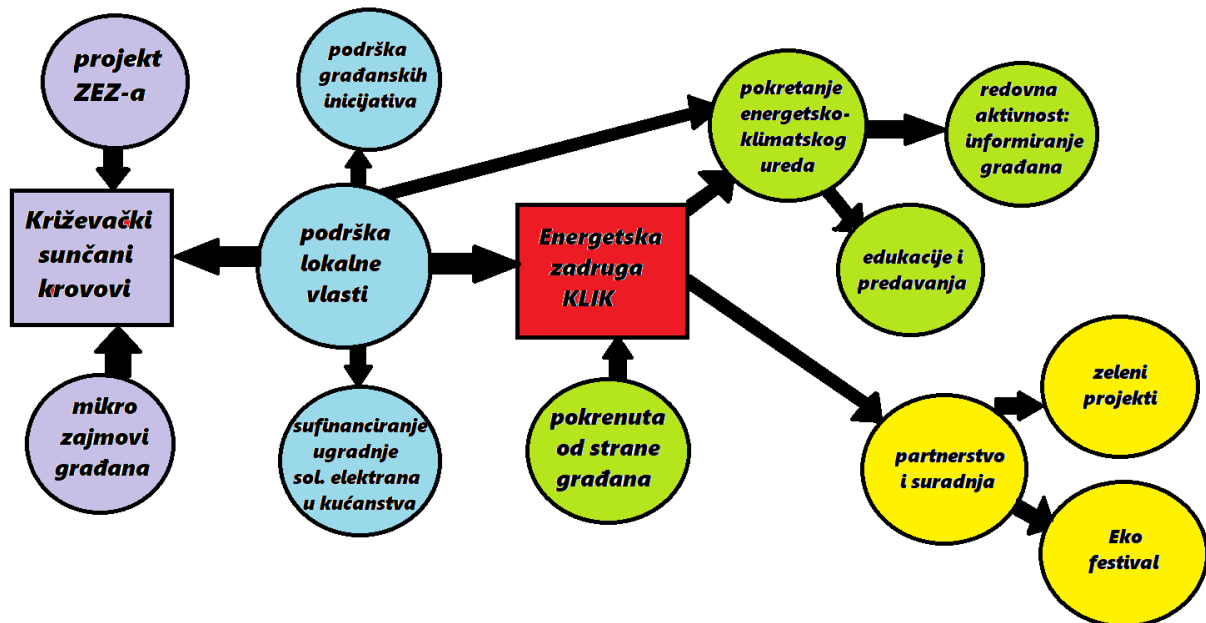 projekt
ZEZ-a
Križevački
sunčani
krovovi
mikro
zajmovi
građana
podrška
građanskih
inicijativa
podrška
lokalne
vlasti
sufinanciranje
ugradnje
sol. elektrana
u kućanstva
Energetska
zadruga
KLIK
pokrenuta
od strane
građana
pokretanje
energetsko-
klimatskog
ureda
redovna
aktivnost:
informiranje
građana
edukacije i
predavanja
partnerstvo
i suradnja
zeleni
projekti
Eko
festival